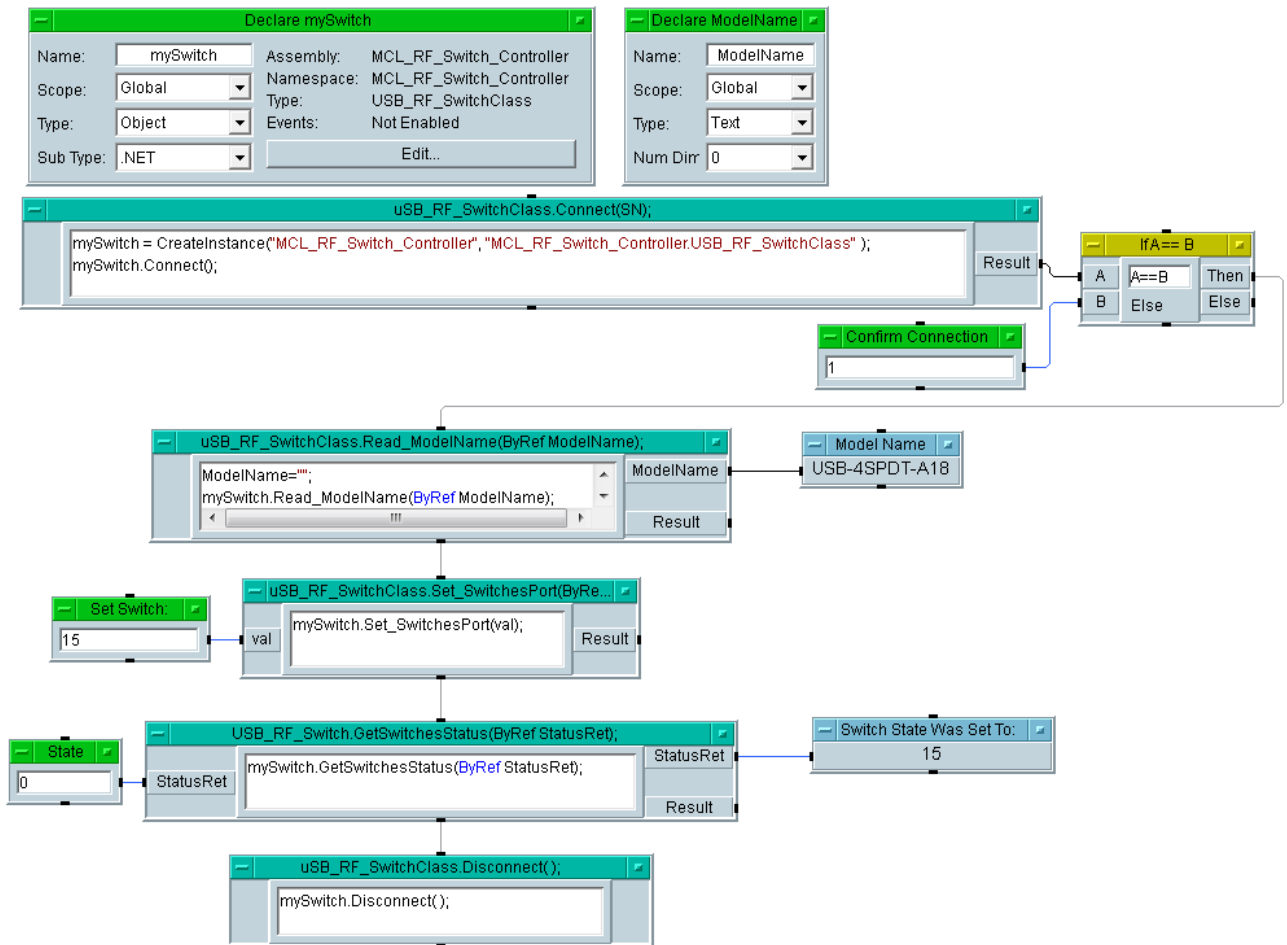 Declare mySwitch
Name: mySwitch Assembly: MCL_RF_Switch_Controller
Scope: Global Namespace: MCL_RF_Switch_Controller
Type: USB_RF_SwitchClass
Type: Object Events: Not Enabled
Sub Type: .NET Edit...
Declare ModelName
Name: ModelName
Scope: Global
Type: Text
Num Dim 0
uSB_RF_SwitchClass.Connect(SN);
mySwitch = CreateInstance("MCL_RF_Switch_Controller", "MCL_RF_Switch_Controller.USB_RF_SwitchClass" );
mySwitch.Connect();
Result
If A== B
A A==B Then
B Else Else
Confirm Connection
1
uSB_RF_SwitchClass.Read_ModelName(ByRef ModelName);
ModelName="";
mySwitch.Read_ModelName(ByRef ModelName);
ModelName
Result
Model Name
USB-4SPDT-A18
Set Switch:
15
uSB_RF_SwitchClass.Set_SwitchesPort(ByRe...
val mySwitch.Set_SwitchesPort(val); Result
State
0
USB_RF_Switch.GetSwitchesStatus(ByRef StatusRet);
StatusRet mySwitch.GetSwitchesStatus(ByRef StatusRet); StatusRet
Result
Switch State Was Set To:
15
uSB_RF_SwitchClass.Disconnect( );
mySwitch.Disconnect( );